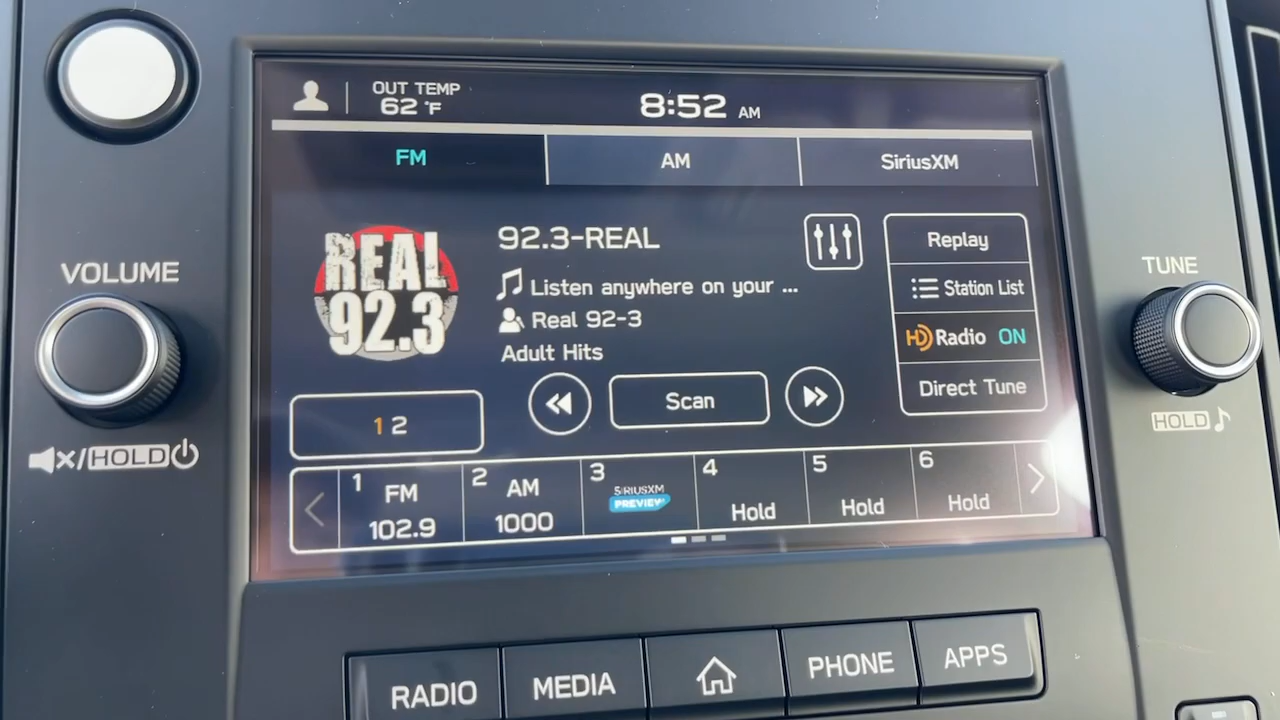 OUT TEMP
62 °F
8:52 AM
FM
AM
SiriusXM
REAL
92.3
92.3-REAL
Listen anywhere on your ...
Real 92-3
Adult Hits
Replay
Station List
HD Radio ON
Direct Tune
Scan
1 2
1 FM
102.9
2 AM
1000
3 SIRIUSXM
PREVIEW
4 Hold
5 Hold
6 Hold
VOLUME
/HOLD
TUNE
HOLD
RADIO
MEDIA
PHONE
APPS